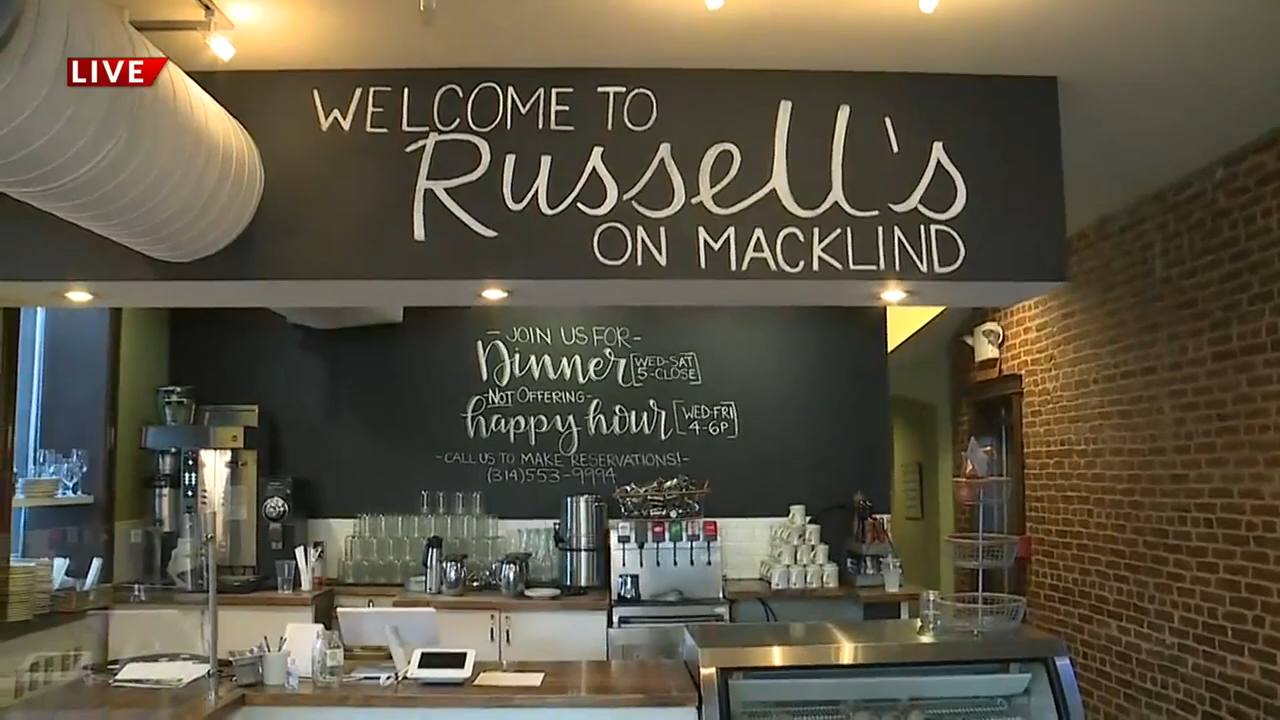 LIVE
WELCOME TO
Russell's
ON MACKLIND
- JOIN US FOR -
Dinner [WED-SAT
5-CLOSE]
-NOT OFFERING-
happy hour [WED-FRI
4-6P]
-CALL US TO MAKE RESERVATIONS!-
(314)553-9994